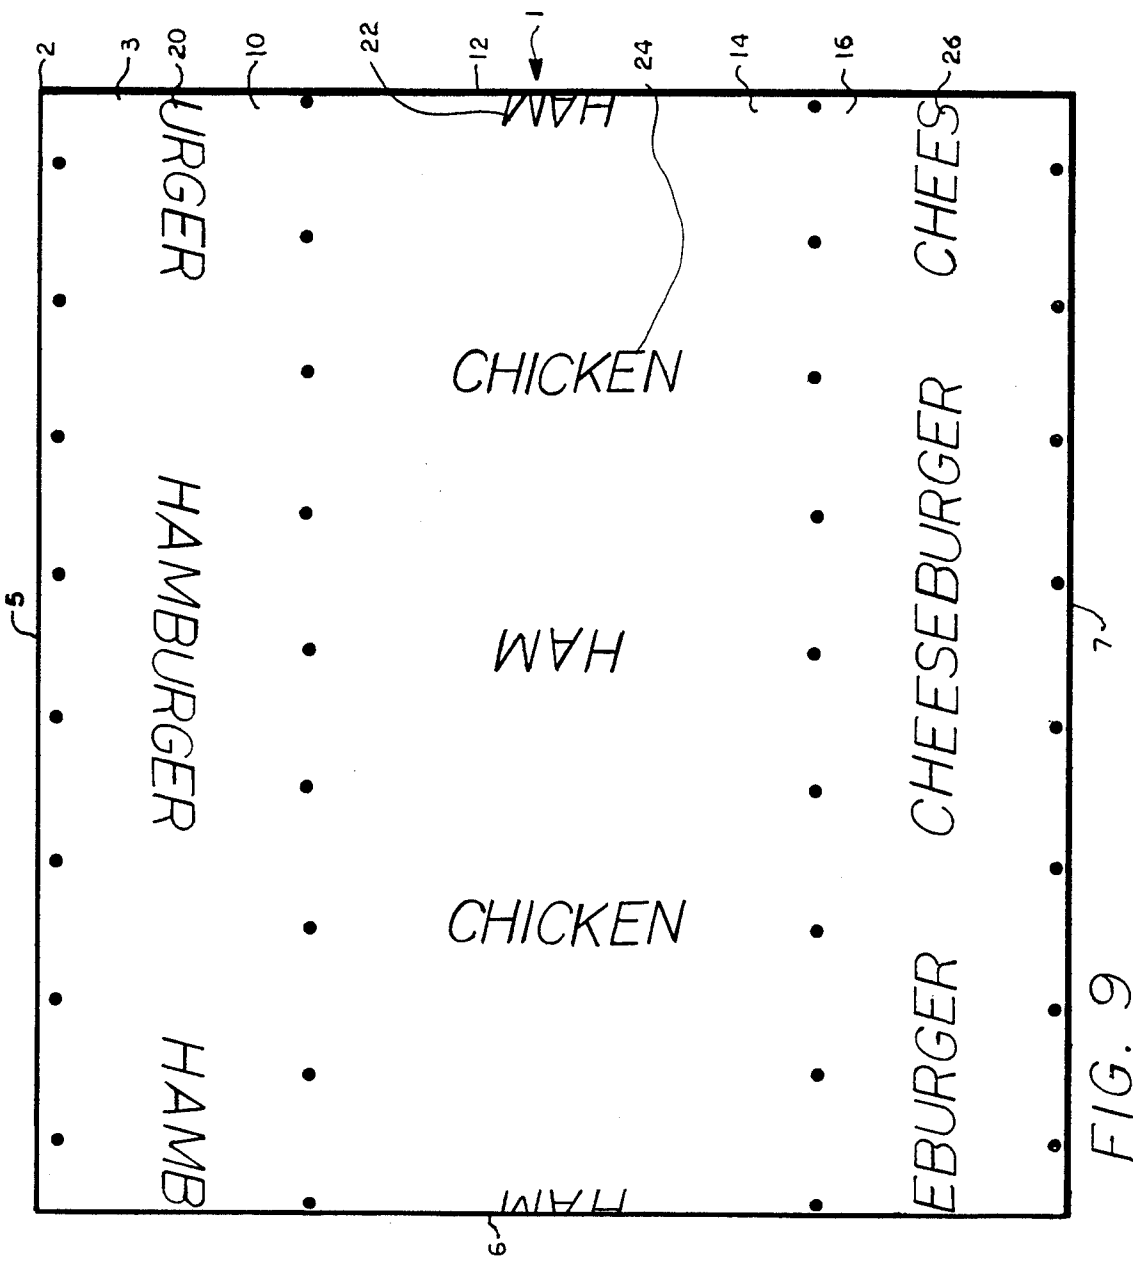 2
3
20
10
22
12
1
24
14
16
26
5
URGER
HAMBURGER
HAMB
HAM
CHICKEN
HAM
CHICKEN
HAM
CHEES
CHEESEBURGER
EBURGER
6
7
FIG. 9